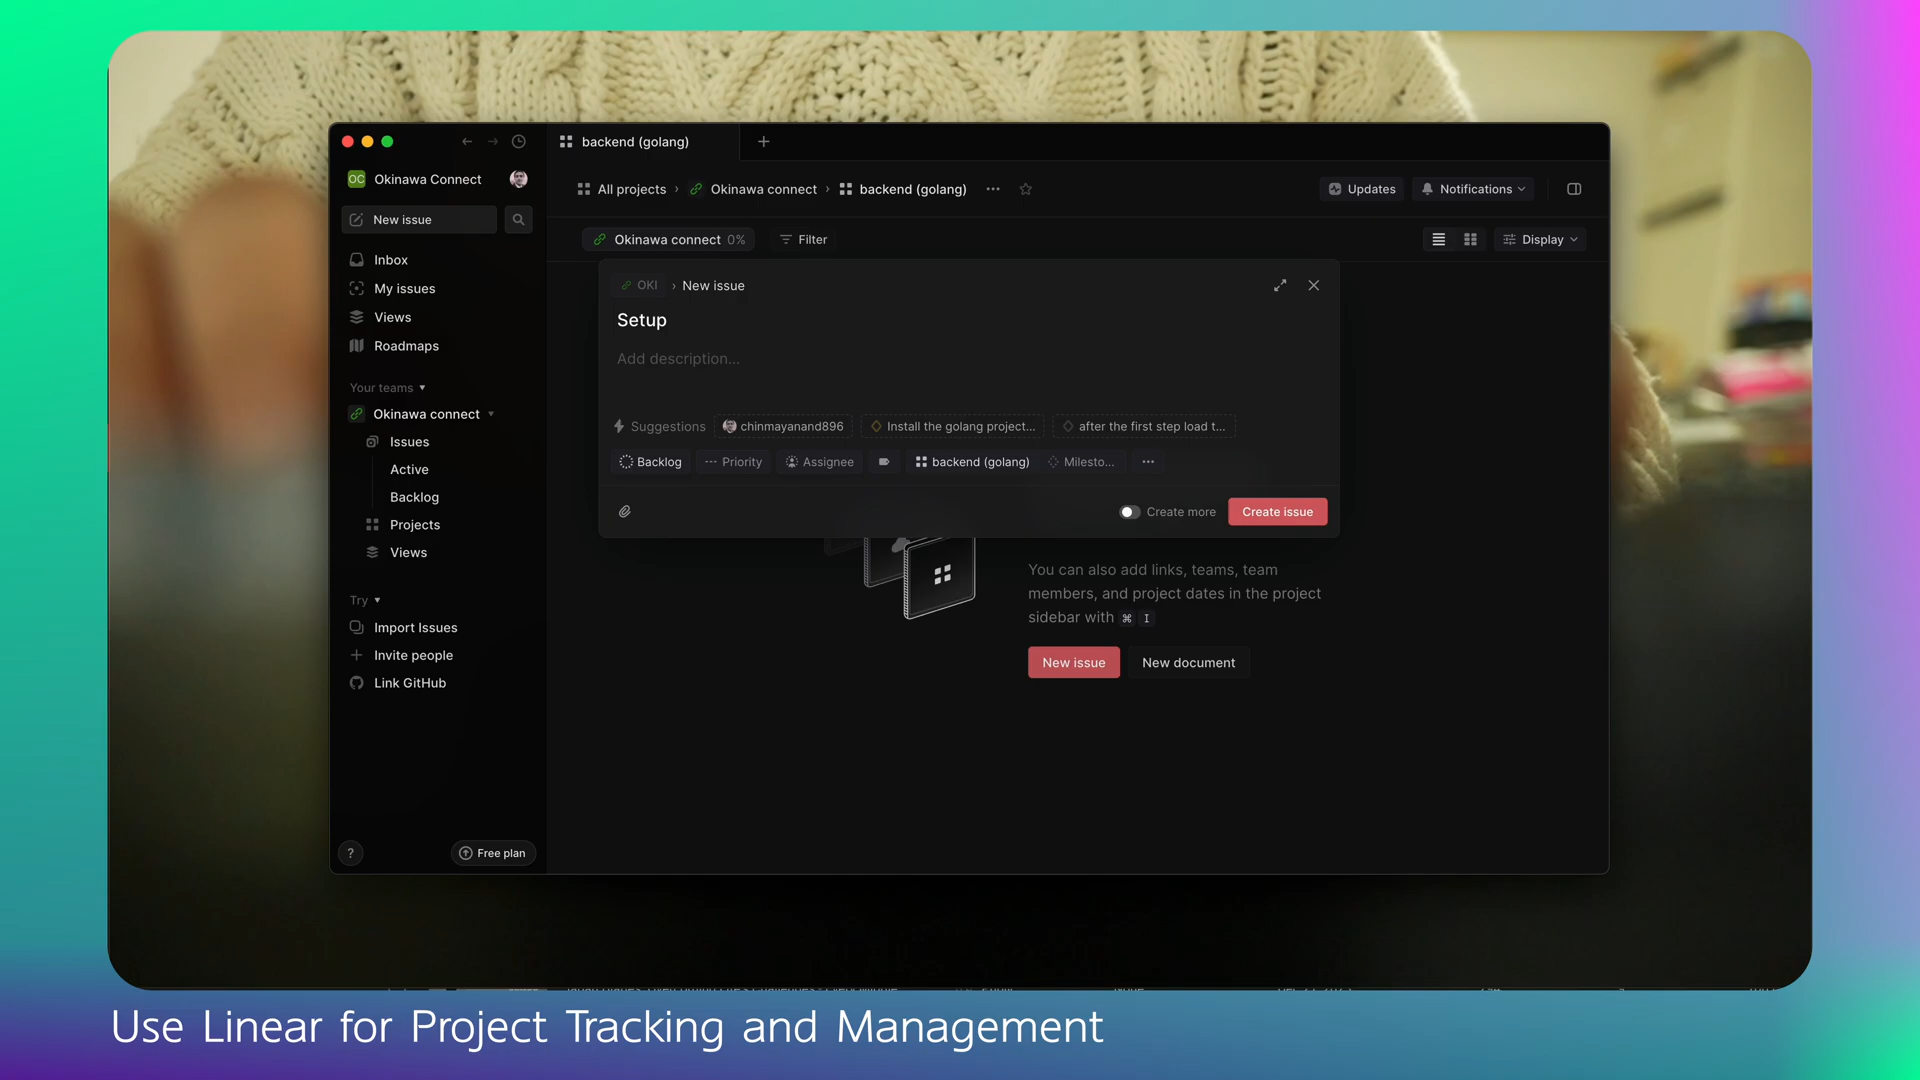 backend (golang)
OC Okinawa Connect
New issue
Inbox
My issues
Views
Roadmaps
Your teams
Okinawa connect
Issues
Active
Backlog
Projects
Views
Try
Import Issues
Invite people
Link GitHub
?
Free plan
All projects › Okinawa connect › backend (golang)
Updates
Notifications
Okinawa connect 0%
Filter
Display
OKI › New issue
Setup
Add description...
Suggestions chinmayanand896 Install the golang project... after the first step load t...
Backlog Priority Assignee backend (golang) Milesto...
Create more Create issue
You can also add links, teams, team
members, and project dates in the project
sidebar with ⌘ I
New issue New document
Use Linear for Project Tracking and Management